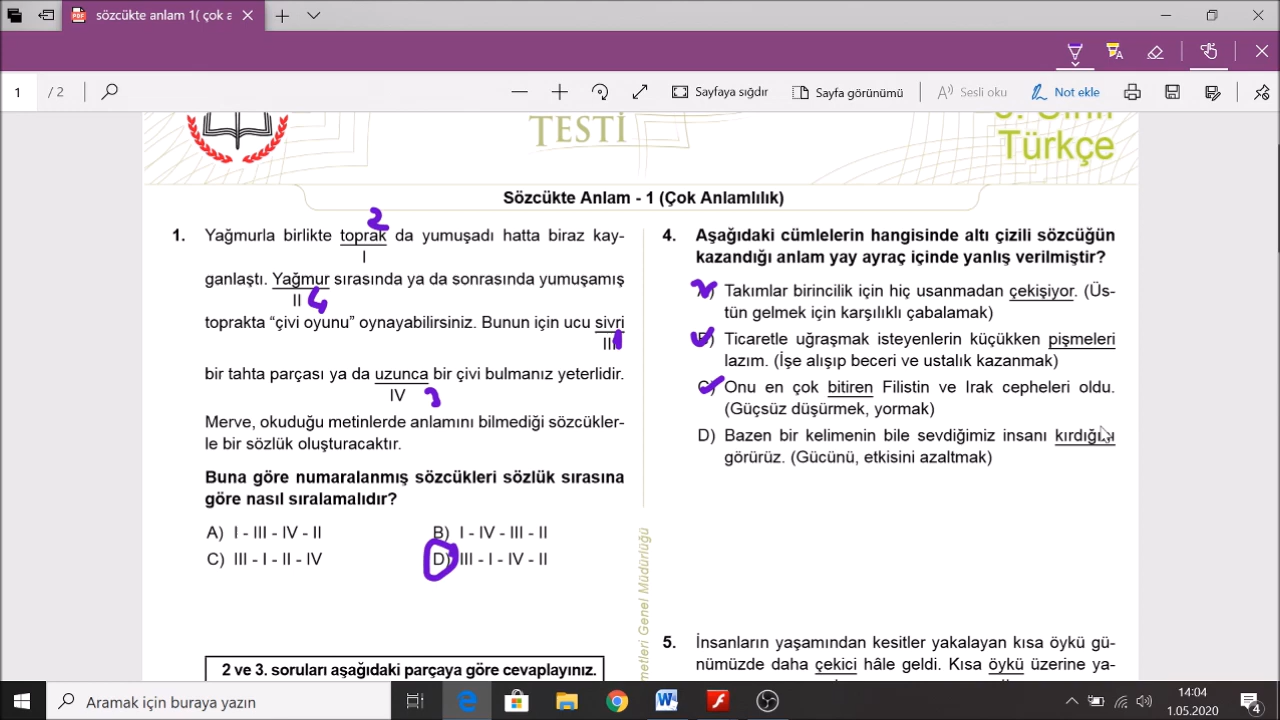 sözcükte anlam 1( çok a
1 / 2
Sayfaya sığdır
Sayfa görünümü
Sesli oku
Not ekle
TESTİ
Türkçe
Sözcükte Anlam - 1 (Çok Anlamlılık)
2
1. Yağmurla birlikte toprak da yumuşadı hatta biraz kay-
I
ganlaştı. Yağmur sırasında ya da sonrasında yumuşamış
II 4
toprakta “çivi oyunu” oynayabilirsiniz. Bunun için ucu sivri
III 1
bir tahta parçası ya da uzunca bir çivi bulmanız yeterlidir.
IV
Merve, okuduğu metinlerde anlamını bilmediği sözcükler-
le bir sözlük oluşturacaktır.
Buna göre numaralanmış sözcükleri sözlük sırasına
göre nasıl sıralamalıdır?
A) I - III - IV - II
B) I - IV - III - II
C) III - I - II - IV
D) III - I - IV - II
2 ve 3. soruları aşağıdaki parçaya göre cevaplayınız.
4. Aşağıdaki cümlelerin hangisinde altı çizili sözcüğün
kazandığı anlam yay ayraç içinde yanlış verilmiştir?
A) Takımlar birincilik için hiç usanmadan çekişiyor. (Üs-
tün gelmek için karşılıklı çabalamak)
B) Ticaretle uğraşmak isteyenlerin küçükken pişmeleri
lazım. (İşe alışıp beceri ve ustalık kazanmak)
C) Onu en çok bitiren Filistin ve Irak cepheleri oldu.
(Güçsüz düşürmek, yormak)
D) Bazen bir kelimenin bile sevdiğimiz insanı kırdığını
görürüz. (Gücünü, etkisini azaltmak)
metleri Genel Müdürlüğü
5. İnsanların yaşamından kesitler yakalayan kısa öykü gü-
nümüzde daha çekici hâle geldi. Kısa öykü üzerine ya-
Aramak için buraya yazın
14:04
1.05.2020
4